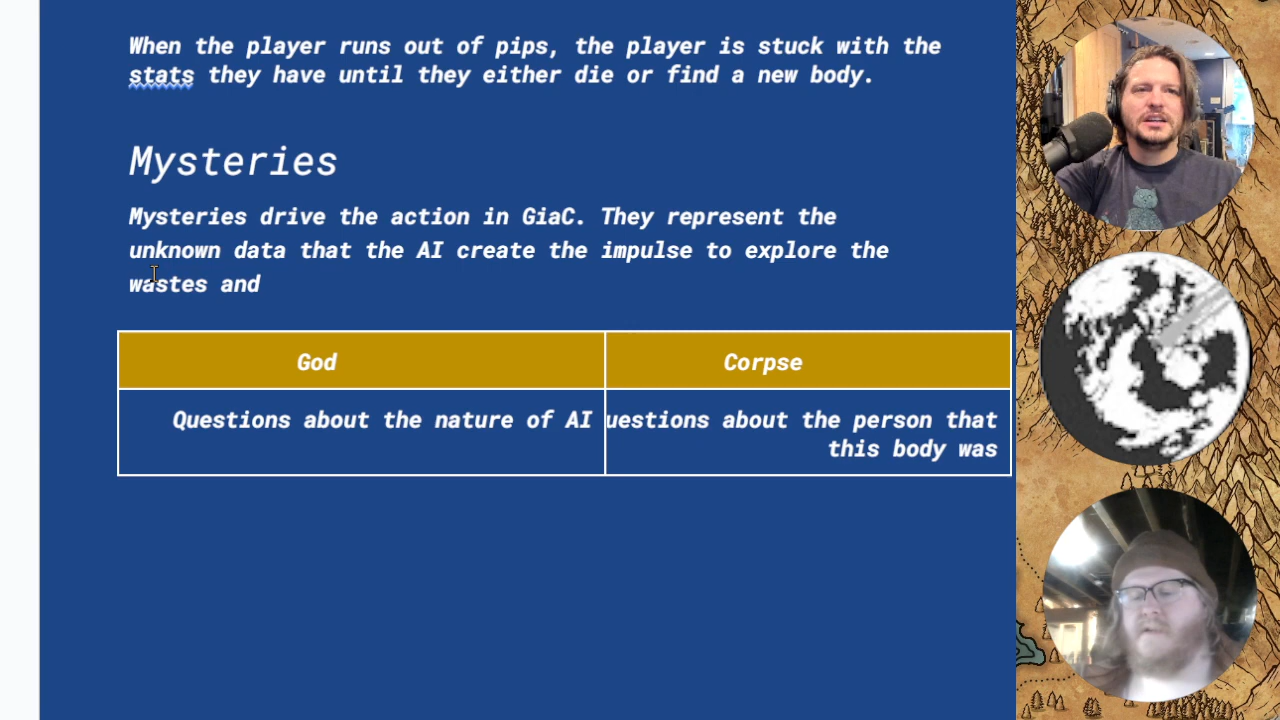 When the player runs out of pips, the player is stuck with the
stats they have until they either die or find a new body.
Mysteries
Mysteries drive the action in GiaC. They represent the
unknown data that the AI create the impulse to explore the
wastes and
God
Corpse
Questions about the nature of AI
uestions about the person that
this body was